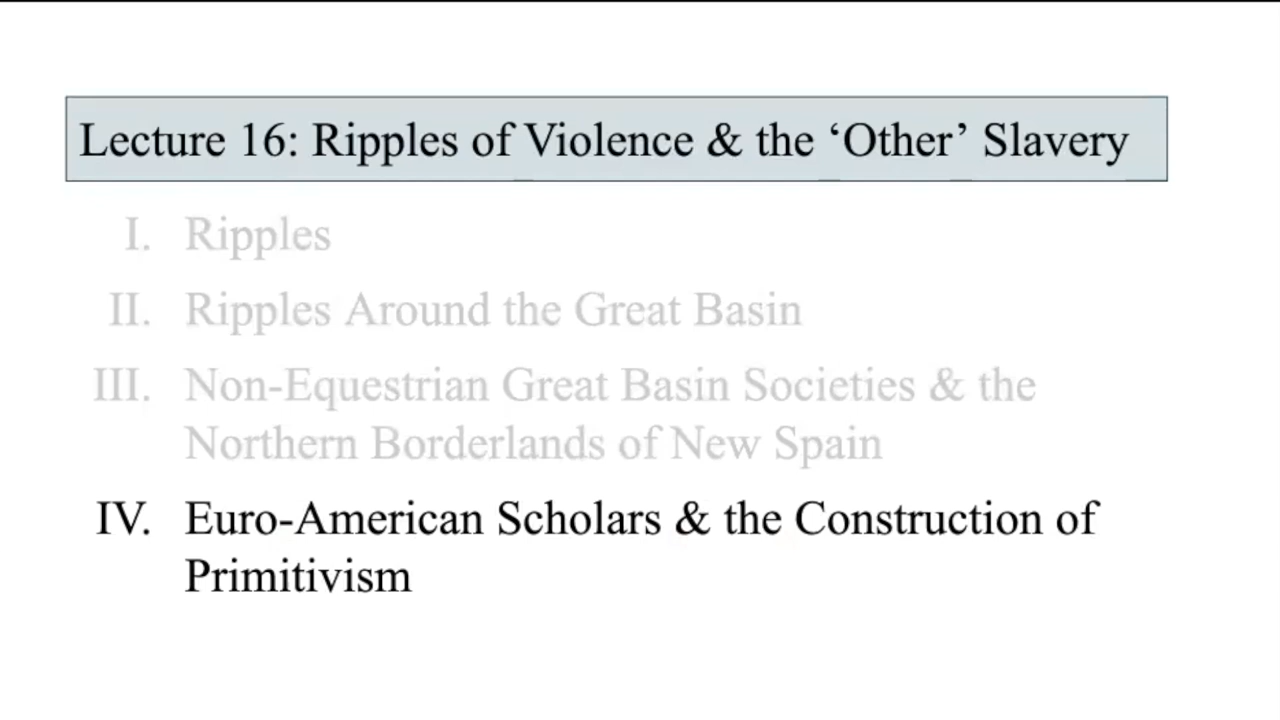 Lecture 16: Ripples of Violence & the ‘Other’ Slavery
I. Ripples
II. Ripples Around the Great Basin
III. Non-Equestrian Great Basin Societies & the
Northern Borderlands of New Spain
IV. Euro-American Scholars & the Construction of
Primitivism